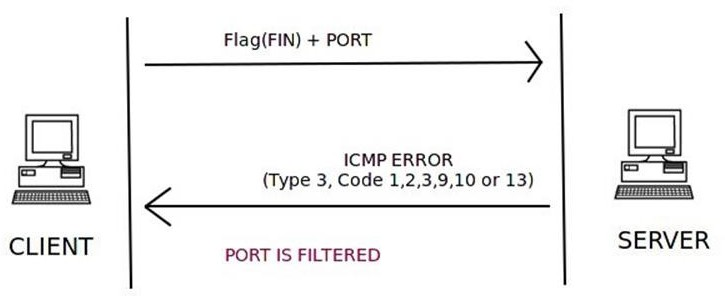 Flag(FIN) + PORT
ICMP ERROR
(Type 3, Code 1,2,3,9,10 or 13)
CLIENT
SERVER
PORT IS FILTERED